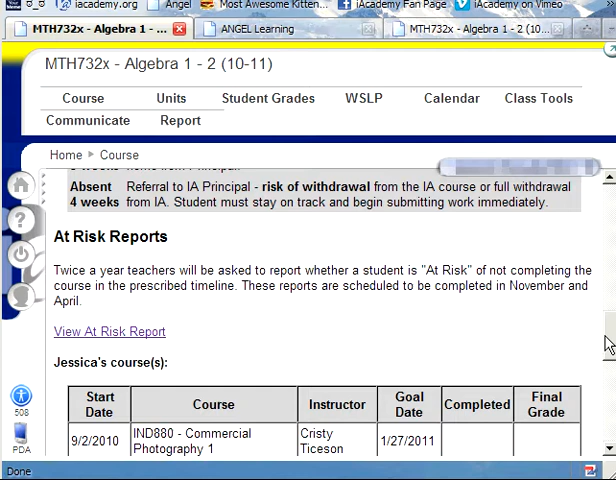 iacademy.org Angel Most Awesome Kitten... iAcademy Fan Page iAcademy on Vimeo
MTH732x - Algebra 1 - ... ANGEL Learning MTH732x - Algebra 1 - 2 (10...
MTH732x - Algebra 1 - 2 (10-11)
Course Units Student Grades WSLP Calendar Class Tools
Communicate Report
Home Course
Absent Referral to IA Principal - risk of withdrawal from the IA course or full withdrawal
4 weeks from IA. Student must stay on track and begin submitting work immediately.
At Risk Reports
Twice a year teachers will be asked to report whether a student is "At Risk" of not completing the
course in the prescribed timeline. These reports are scheduled to be completed in November and
April.
View At Risk Report
Jessica's course(s):
Start Date Course Instructor Goal Date Completed Final Grade
9/2/2010 IND880 - Commercial Photography 1 Cristy Ticeson 1/27/2011
508
PDA
Done